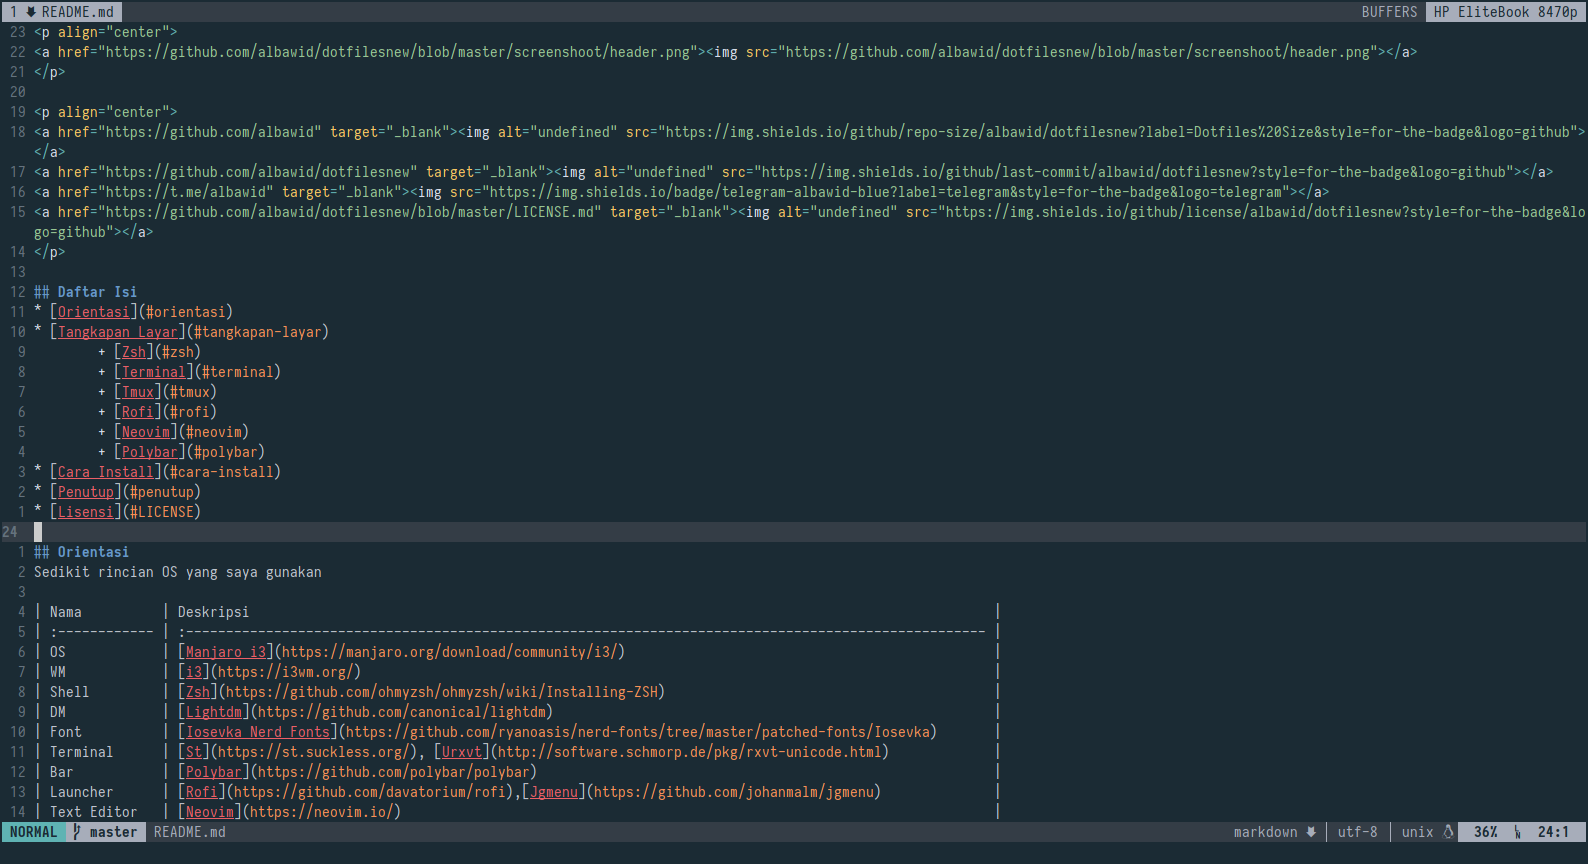 1 README.md BUFFERS HP EliteBook 8470p
23 <p align="center">
22 <a href="https://github.com/albawid/dotfilesnew/blob/master/screenshoot/header.png"><img src="https://github.com/albawid/dotfilesnew/blob/master/screenshoot/header.png"></a>
21 </p>
20
19 <p align="center">
18 <a href="https://github.com/albawid" target="_blank"><img alt="undefined" src="https://img.shields.io/github/repo-size/albawid/dotfilesnew?label=Dotfiles%20Size&style=for-the-badge&logo=github">
</a>
17 <a href="https://github.com/albawid/dotfilesnew" target="_blank"><img alt="undefined" src="https://img.shields.io/github/last-commit/albawid/dotfilesnew?style=for-the-badge&logo=github"></a>
16 <a href="https://t.me/albawid" target="_blank"><img src="https://img.shields.io/badge/telegram-albawid-blue?label=telegram&style=for-the-badge&logo=telegram"></a>
15 <a href="https://github.com/albawid/dotfilesnew/blob/master/LICENSE.md" target="_blank"><img alt="undefined" src="https://img.shields.io/github/license/albawid/dotfilesnew?style=for-the-badge&lo
go=github"></a>
14 </p>
13
12 ## Daftar Isi
11 * [Orientasi](#orientasi)
10 * [Tangkapan Layar](#tangkapan-layar)
9 + [Zsh](#zsh)
8 + [Terminal](#terminal)
7 + [Tmux](#tmux)
6 + [Rofi](#rofi)
5 + [Neovim](#neovim)
4 + [Polybar](#polybar)
3 * [Cara Install](#cara-install)
2 * [Penutup](#penutup)
1 * [Lisensi](#LICENSE)
24
1 ## Orientasi
2 Sedikit rincian OS yang saya gunakan
3
4 | Nama | Deskripsi |
5 | :------------ | :---------------------------------------------------------------------------------------------------- |
6 | OS | [Manjaro i3](https://manjaro.org/download/community/i3/) |
7 | WM | [i3](https://i3wm.org/) |
8 | Shell | [Zsh](https://github.com/ohmyzsh/ohmyzsh/wiki/Installing-ZSH) |
9 | DM | [Lightdm](https://github.com/canonical/lightdm) |
10 | Font | [Iosevka Nerd Fonts](https://github.com/ryanoasis/nerd-fonts/tree/master/patched-fonts/Iosevka) |
11 | Terminal | [St](https://st.suckless.org/), [Urxvt](http://software.schmorp.de/pkg/rxvt-unicode.html) |
12 | Bar | [Polybar](https://github.com/polybar/polybar) |
13 | Launcher | [Rofi](https://github.com/davatorium/rofi),[Jgmenu](https://github.com/johanmalm/jgmenu) |
14 | Text Editor | [Neovim](https://neovim.io/) |
NORMAL master README.md markdown utf-8 unix 36% 24:1